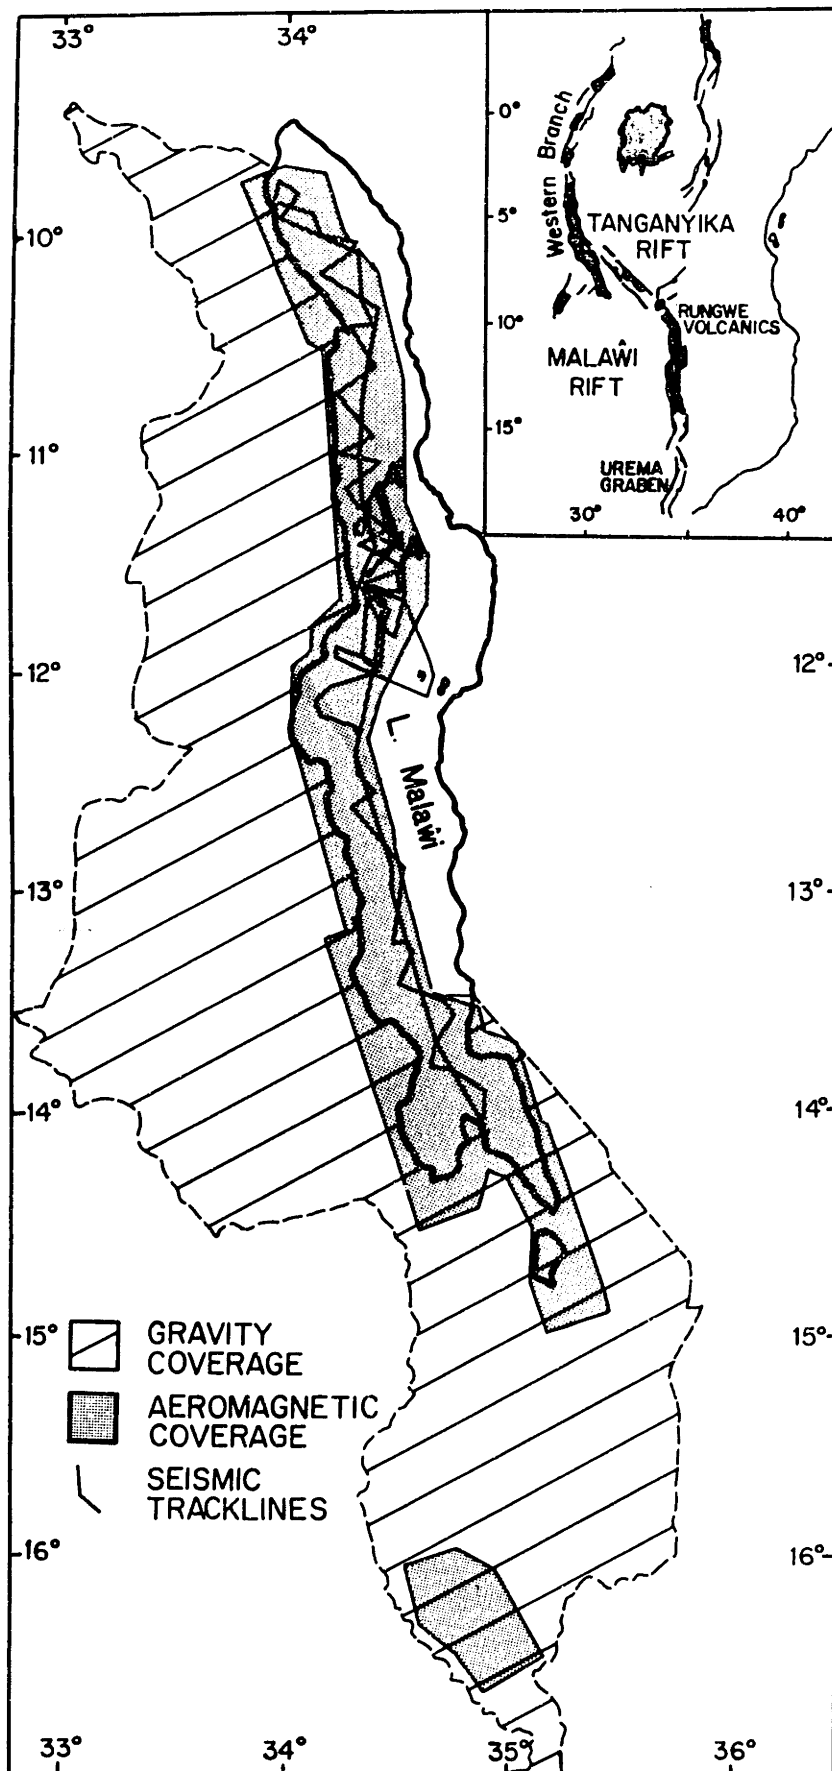 33°
34°
0°
Western Branch
5°
TANGANYIKA
RIFT
10°
RUNGWE
VOLCANICS
MALAŴI
RIFT
15°
UREMA
GRABEN
30°
40°
10°
11°
12°
12°
L. Malaŵi
13°
13°
14°
14°
15°
15°
GRAVITY
COVERAGE
AEROMAGNETIC
COVERAGE
SEISMIC
TRACKLINES
16°
16°
33°
34°
35°
36°